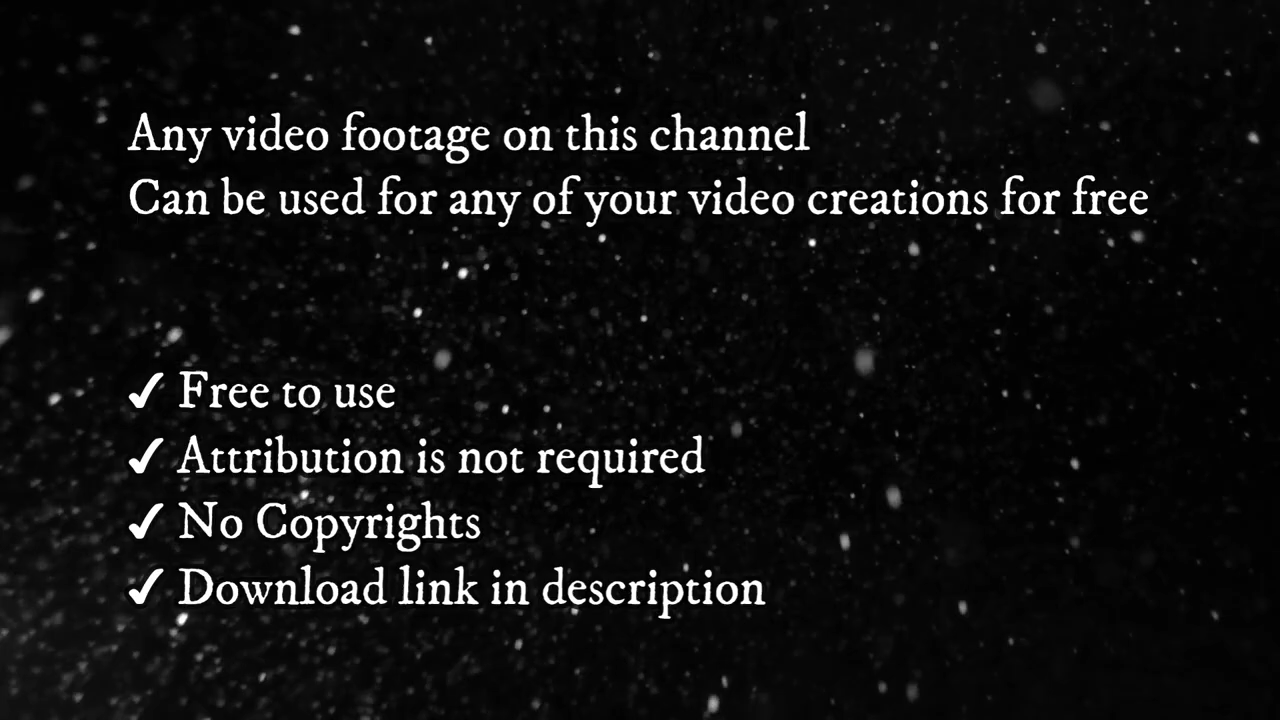 Any video footage on this channel
Can be used for any of your video creations for free
✓ Free to use
✓ Attribution is not required
✓ No Copyrights
✓ Download link in description